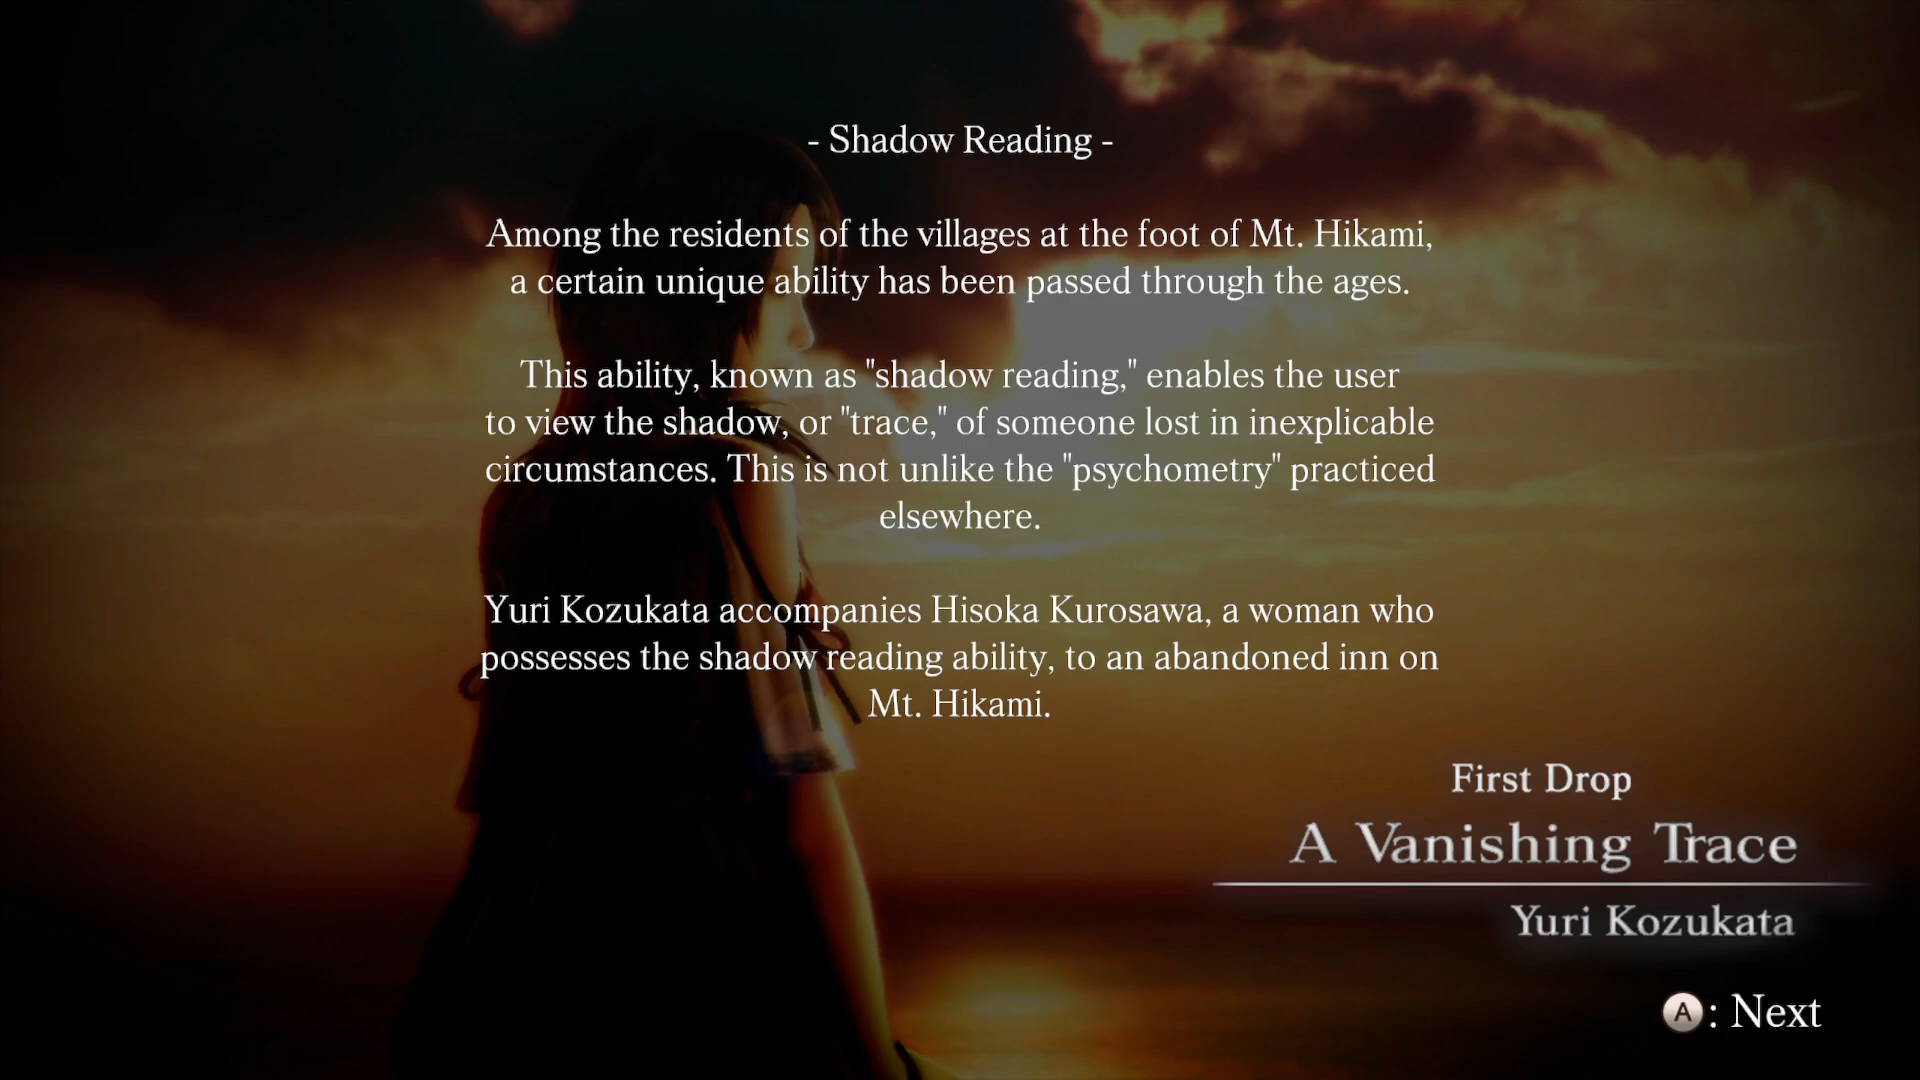 - Shadow Reading -
Among the residents of the villages at the foot of Mt. Hikami,
a certain unique ability has been passed through the ages.
This ability, known as "shadow reading," enables the user
to view the shadow, or "trace," of someone lost in inexplicable
circumstances. This is not unlike the "psychometry" practiced
elsewhere.
Yuri Kozukata accompanies Hisoka Kurosawa, a woman who
possesses the shadow reading ability, to an abandoned inn on
Mt. Hikami.
First Drop
A Vanishing Trace
Yuri Kozukata
A: Next